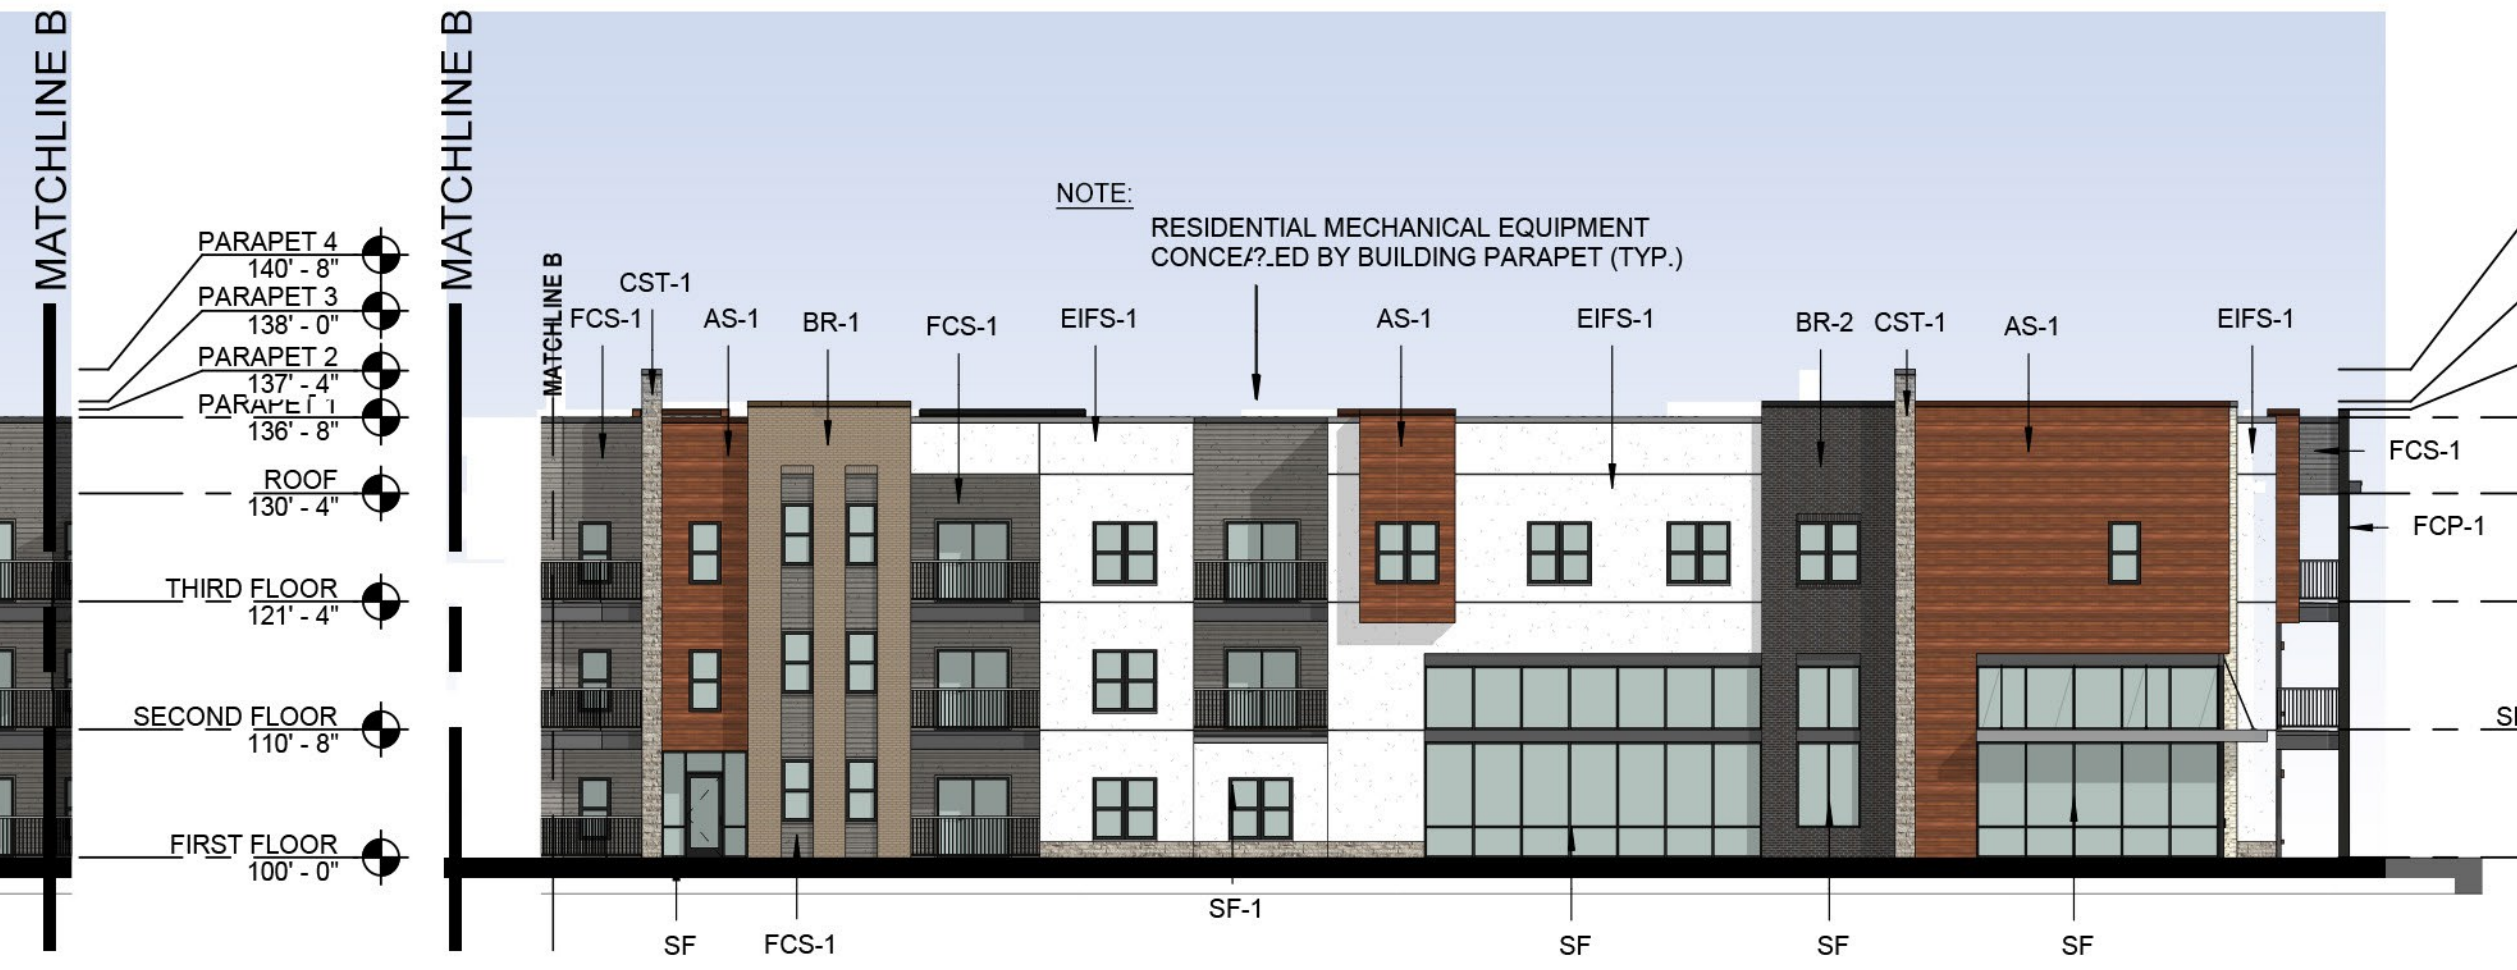 MATCHLINE B
MATCHLINE B
MATCHLINE B
PARAPET 4
140' - 8"
PARAPET 3
138' - 0"
PARAPET 2
137' - 4"
PARAPET 1
136' - 8"
ROOF
130' - 4"
THIRD FLOOR
121' - 4"
SECOND FLOOR
110' - 8"
FIRST FLOOR
100' - 0"
NOTE:
RESIDENTIAL MECHANICAL EQUIPMENT
CONCEA?LED BY BUILDING PARAPET (TYP.)
FCS-1
CST-1
AS-1
BR-1
FCS-1
EIFS-1
AS-1
EIFS-1
BR-2
CST-1
AS-1
EIFS-1
FCS-1
FCP-1
SF
FCS-1
SF-1
SF
SF
SF